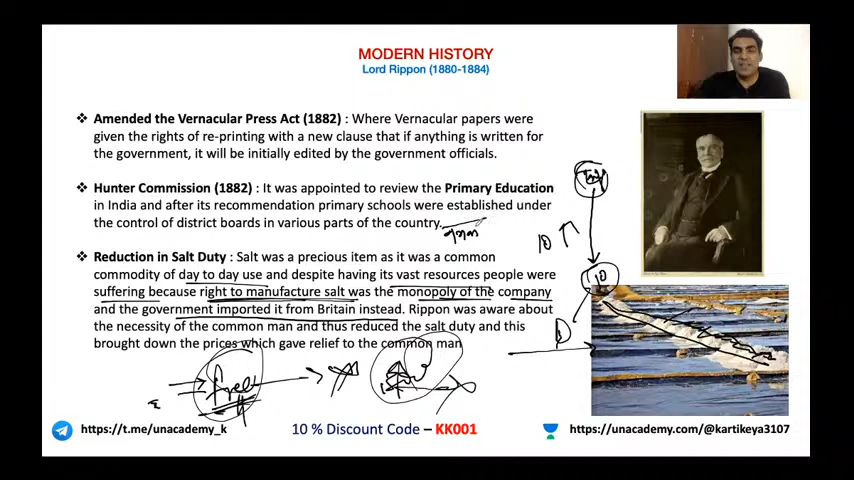 MODERN HISTORY
Lord Rippon (1880-1884)
❖ Amended the Vernacular Press Act (1882) : Where Vernacular papers were
given the rights of re-printing with a new clause that if anything is written for
the government, it will be initially edited by the government officials.
❖ Hunter Commission (1882) : It was appointed to review the Primary Education
in India and after its recommendation primary schools were established under
the control of district boards in various parts of the country.
❖ Reduction in Salt Duty : Salt was a precious item as it was a common
commodity of day to day use and despite having its vast resources people were
suffering because right to manufacture salt was the monopoly of the company
and the government imported it from Britain instead. Rippon was aware about
the necessity of the common man and thus reduced the salt duty and this
brought down the prices which gave relief to the common man
10
10
https://t.me/unacademy_k
10 % Discount Code – KK001
https://unacademy.com/@kartikeya3107